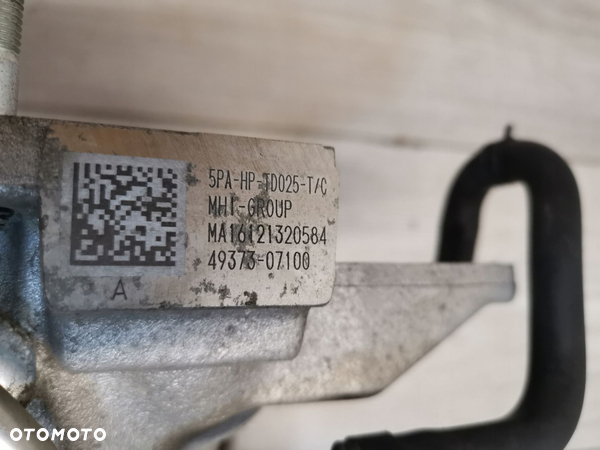 5PA-HP-TD025-T/C
MHI-GROUP
MA16121320584
49373-07100
A
OTOMOTO